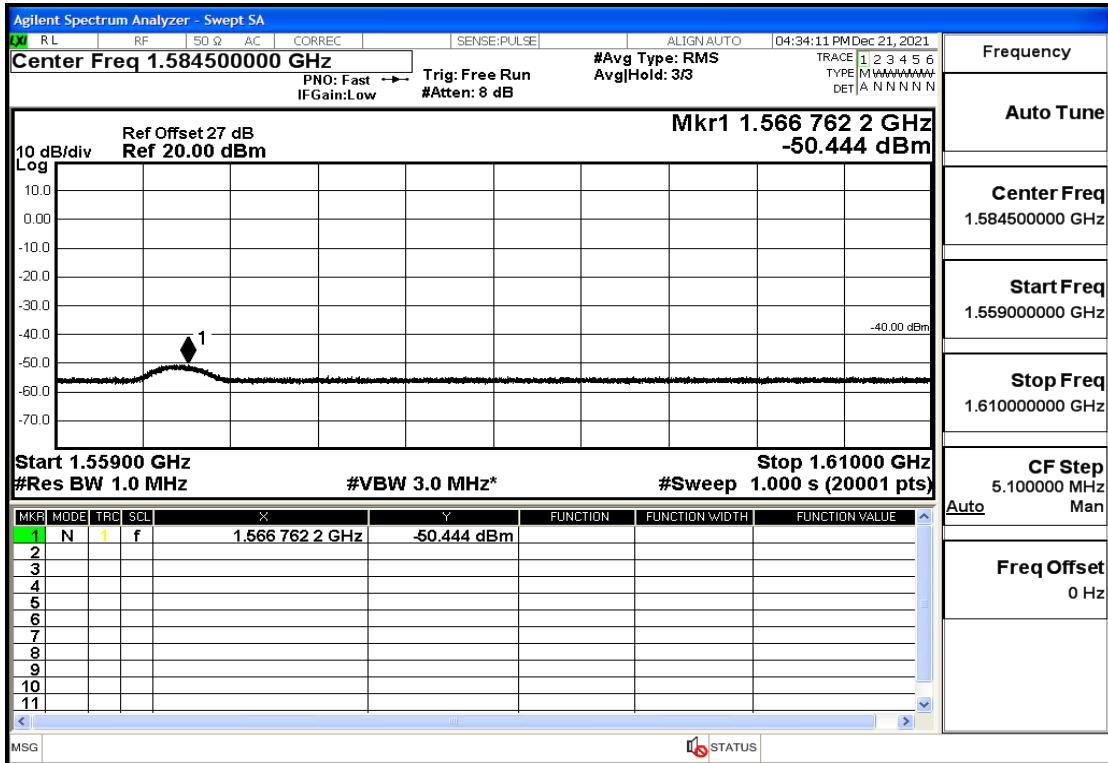 Agilent Spectrum Analyzer - Swept SA
LXI RL RF 50 Ω AC CORREC SENSE:PULSE ALIGN AUTO 04:34:11 PM Dec 21, 2021
Center Freq 1.584500000 GHz
PNO: Fast
IFGain:Low
Trig: Free Run
#Atten: 8 dB
#Avg Type: RMS
Avg|Hold: 3/3
TRACE 1 2 3 4 5 6
TYPE M WWWWW
DET A N N N N N
Ref Offset 27 dB
10 dB/div Ref 20.00 dBm
Log
Mkr1 1.566 762 2 GHz
-50.444 dBm
10.0
0.00
-10.0
-20.0
-30.0
-40.0
-50.0
-60.0
-70.0
1
-40.00 dBm
Start 1.55900 GHz Stop 1.61000 GHz
#Res BW 1.0 MHz #VBW 3.0 MHz* #Sweep 1.000 s (20001 pts)
MKR MODE TRC SCL X Y FUNCTION FUNCTION WIDTH FUNCTION VALUE
1 N 1 f 1.566 762 2 GHz -50.444 dBm
2
3
4
5
6
7
8
9
10
11
MSG STATUS
Frequency
Auto Tune
Center Freq
1.584500000 GHz
Start Freq
1.559000000 GHz
Stop Freq
1.610000000 GHz
CF Step
5.100000 MHz
Auto Man
Freq Offset
0 Hz